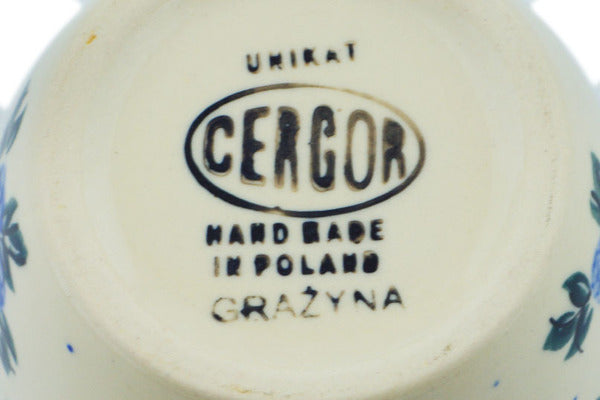 UNIKAT
CERGOR
HAND MADE
IN POLAND
GRAŻYNA